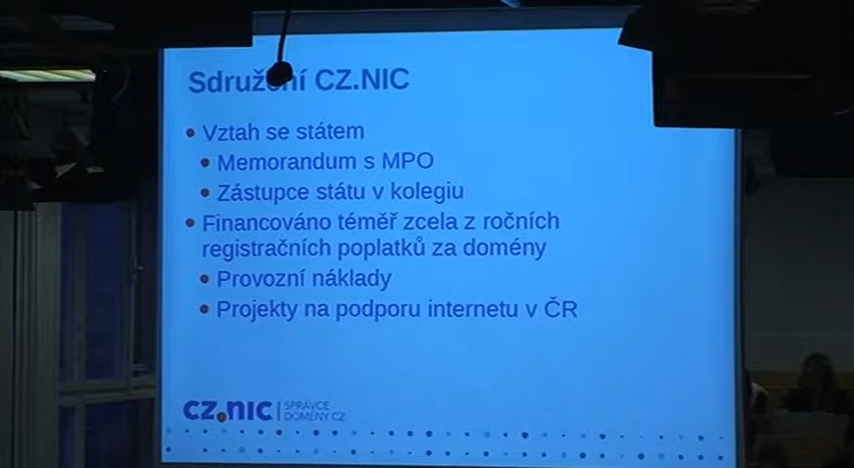 Sdružení CZ.NIC
Vztah se státem
Memorandum s MPO
Zástupce státu v kolegiu
Financováno téměř zcela z ročních
registračních poplatků za domény
Provozní náklady
Projekty na podporu internetu v ČR
CZ.NIC | SPRÁVCE
DOMÉNY CZ